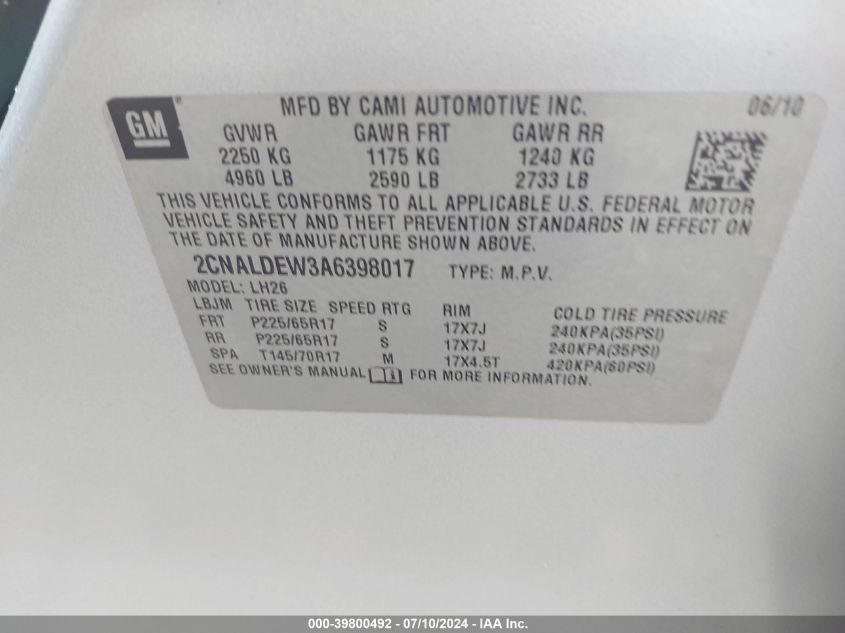 GM
MFD BY CAMI AUTOMOTIVE INC. 06/10
GVWR GAWR FRT GAWR RR
2250 KG 1175 KG 1240 KG
4960 LB 2590 LB 2733 LB
THIS VEHICLE CONFORMS TO ALL APPLICABLE U.S. FEDERAL MOTOR
VEHICLE SAFETY AND THEFT PREVENTION STANDARDS IN EFFECT ON
THE DATE OF MANUFACTURE SHOWN ABOVE.
2CNALDEW3A6398017 TYPE: M.P.V.
MODEL: LH26
LBJM TIRE SIZE SPEED RTG RIM COLD TIRE PRESSURE
FRT P225/65R17 S 17X7J 240KPA(35PSI)
RR P225/65R17 S 17X7J 240KPA(35PSI)
SPA T145/70R17 M 17X4.5T 420KPA(60PSI)
SEE OWNER'S MANUAL FOR MORE INFORMATION.
000-39800492 - 07/10/2024 - IAA Inc.